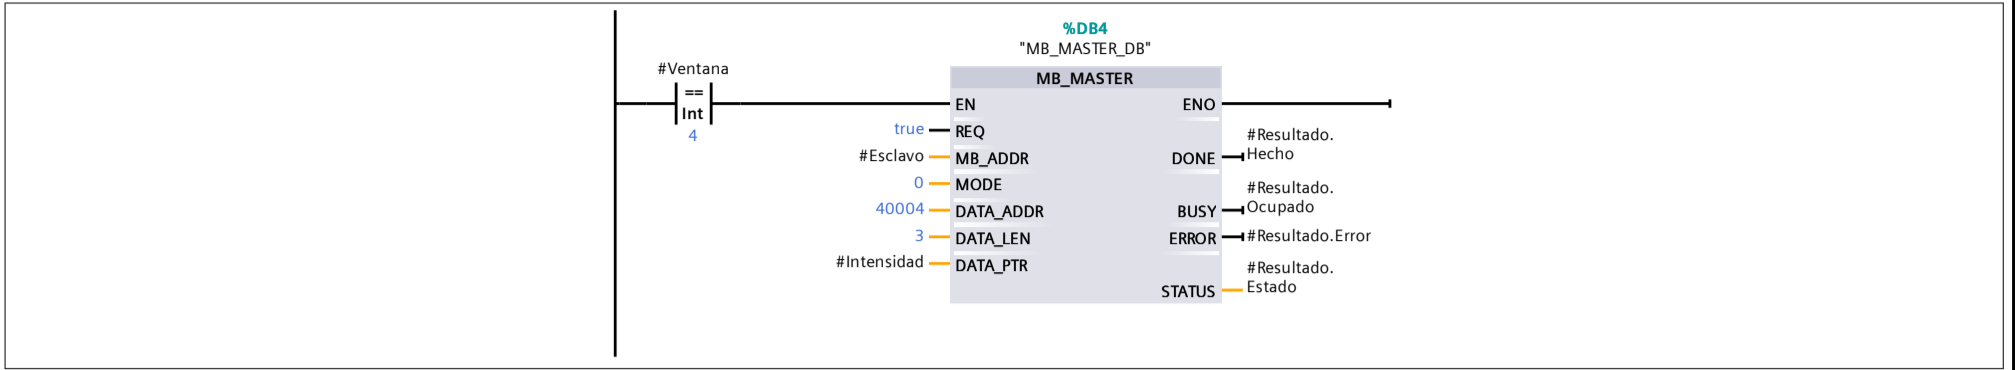 %DB4
"MB_MASTER_DB"
#Ventana
==
Int
4
MB_MASTER
EN
ENO
true
REQ
#Esclavo
MB_ADDR
0
MODE
40004
DATA_ADDR
3
DATA_LEN
#Intensidad
DATA_PTR
DONE
#Resultado.
Hecho
BUSY
#Resultado.
Ocupado
ERROR
#Resultado.Error
STATUS
#Resultado.
Estado